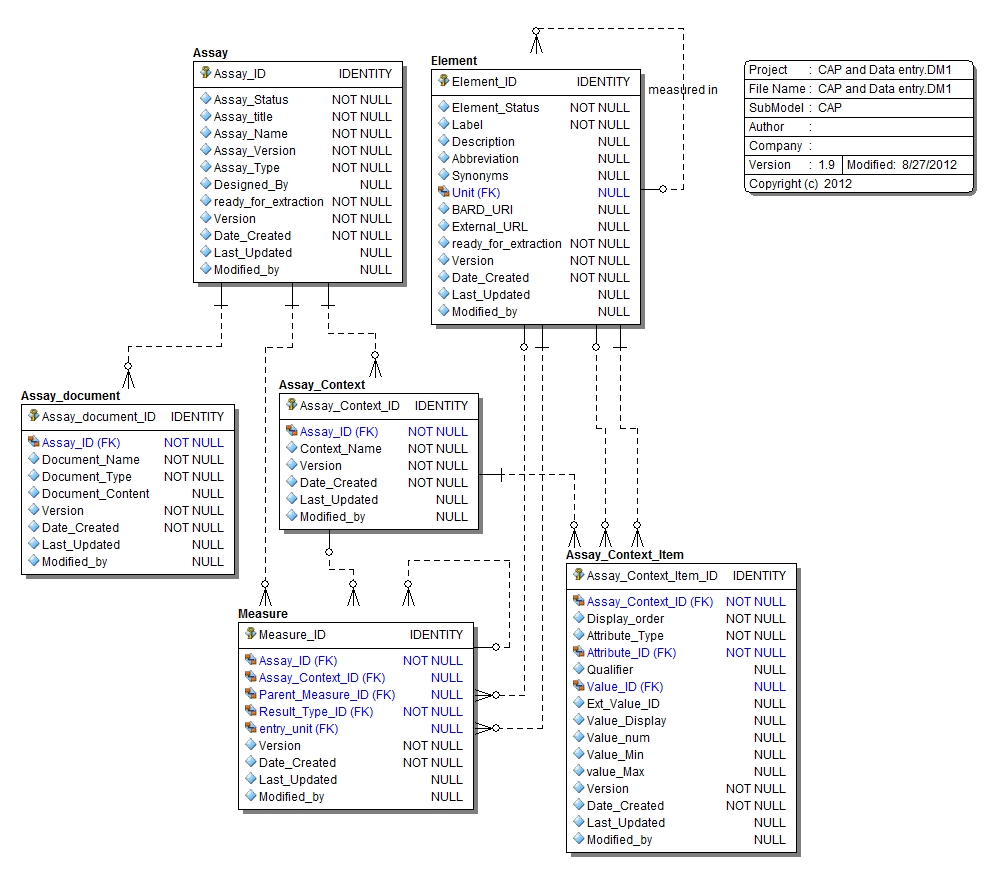 Assay
Assay_ID IDENTITY
Assay_Status NOT NULL
Assay_title NOT NULL
Assay_Name NOT NULL
Assay_Version NOT NULL
Assay_Type NOT NULL
Designed_By NULL
ready_for_extraction NOT NULL
Version NOT NULL
Date_Created NOT NULL
Last_Updated NULL
Modified_by NULL
Element
Element_ID IDENTITY
Element_Status NOT NULL
Label NOT NULL
Description NULL
Abbreviation NULL
Synonyms NULL
Unit (FK) NULL
BARD_URI NULL
External_URL NULL
ready_for_extraction NOT NULL
Version NOT NULL
Date_Created NOT NULL
Last_Updated NULL
Modified_by NULL
measured in
Project : CAP and Data entry.DM1
File Name : CAP and Data entry.DM1
SubModel : CAP
Author :
Company :
Version : 1.9 Modified: 8/27/2012
Copyright (c) 2012
Assay_document
Assay_document_ID IDENTITY
Assay_ID (FK) NOT NULL
Document_Name NOT NULL
Document_Type NOT NULL
Document_Content NULL
Version NOT NULL
Date_Created NOT NULL
Last_Updated NULL
Modified_by NULL
Assay_Context
Assay_Context_ID IDENTITY
Assay_ID (FK) NOT NULL
Context_Name NOT NULL
Version NOT NULL
Date_Created NOT NULL
Last_Updated NULL
Modified_by NULL
Measure
Measure_ID IDENTITY
Assay_ID (FK) NOT NULL
Assay_Context_ID (FK) NULL
Parent_Measure_ID (FK) NULL
Result_Type_ID (FK) NOT NULL
entry_unit (FK) NULL
Version NOT NULL
Date_Created NOT NULL
Last_Updated NULL
Modified_by NULL
Assay_Context_Item
Assay_Context_Item_ID IDENTITY
Assay_Context_ID (FK) NOT NULL
Display_order NOT NULL
Attribute_Type NOT NULL
Attribute_ID (FK) NOT NULL
Qualifier NULL
Value_ID (FK) NULL
Ext_Value_ID NULL
Value_Display NULL
Value_num NULL
Value_Min NULL
value_Max NULL
Version NOT NULL
Date_Created NOT NULL
Last_Updated NULL
Modified_by NULL